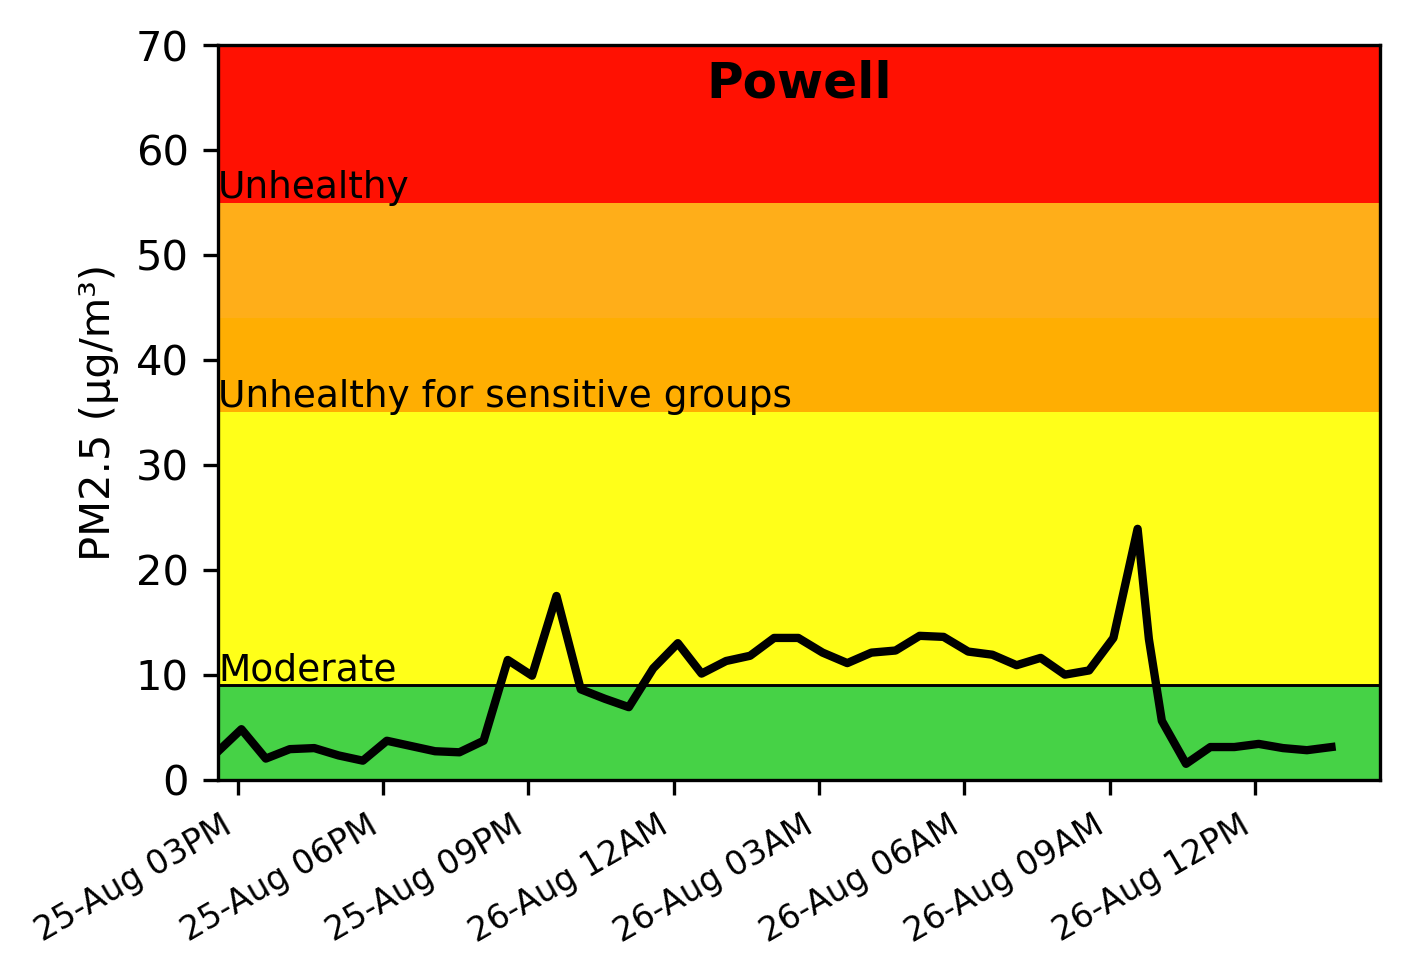 Powell
PM2.5 (µg/m³)
70
60
50
40
30
20
10
0
Unhealthy
Unhealthy for sensitive groups
Moderate
25-Aug 03PM
25-Aug 06PM
25-Aug 09PM
26-Aug 12AM
26-Aug 03AM
26-Aug 06AM
26-Aug 09AM
26-Aug 12PM